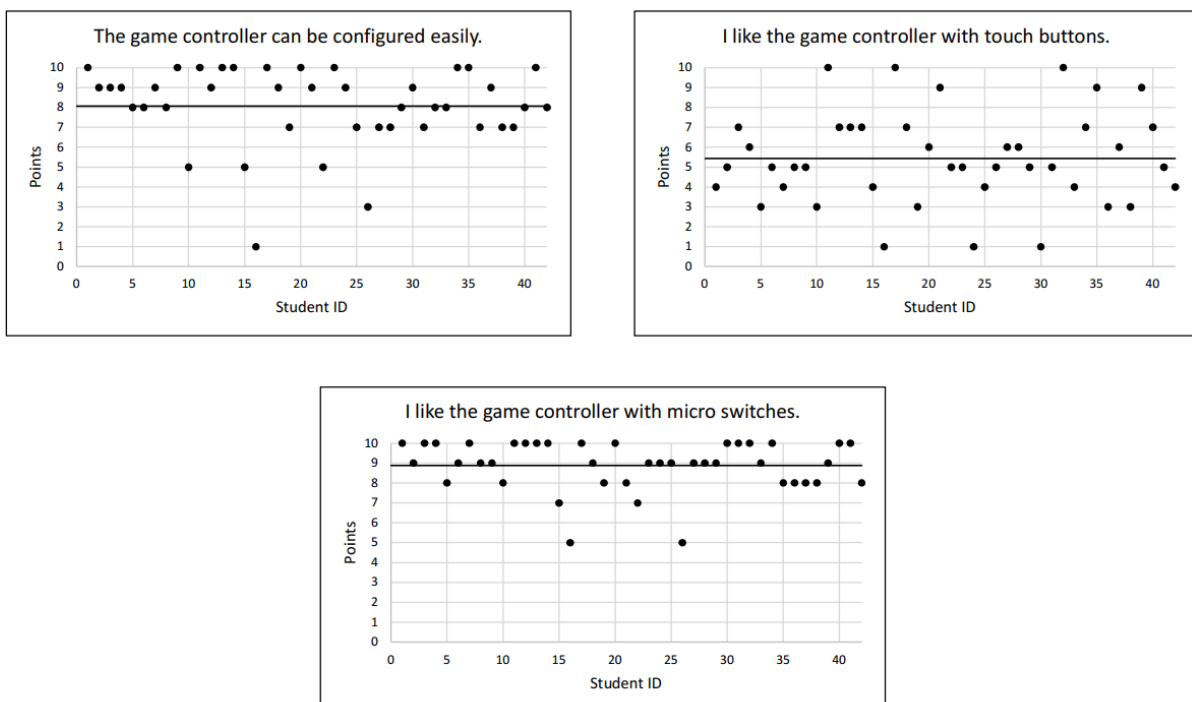 The game controller can be configured easily.
10
9
8
7
6
5
4
3
2
1
0
Points
0 5 10 15 20 25 30 35 40
Student ID
I like the game controller with touch buttons.
10
9
8
7
6
5
4
3
2
1
0
Points
0 5 10 15 20 25 30 35 40
Student ID
I like the game controller with micro switches.
10
9
8
7
6
5
4
3
2
1
0
Points
0 5 10 15 20 25 30 35 40
Student ID